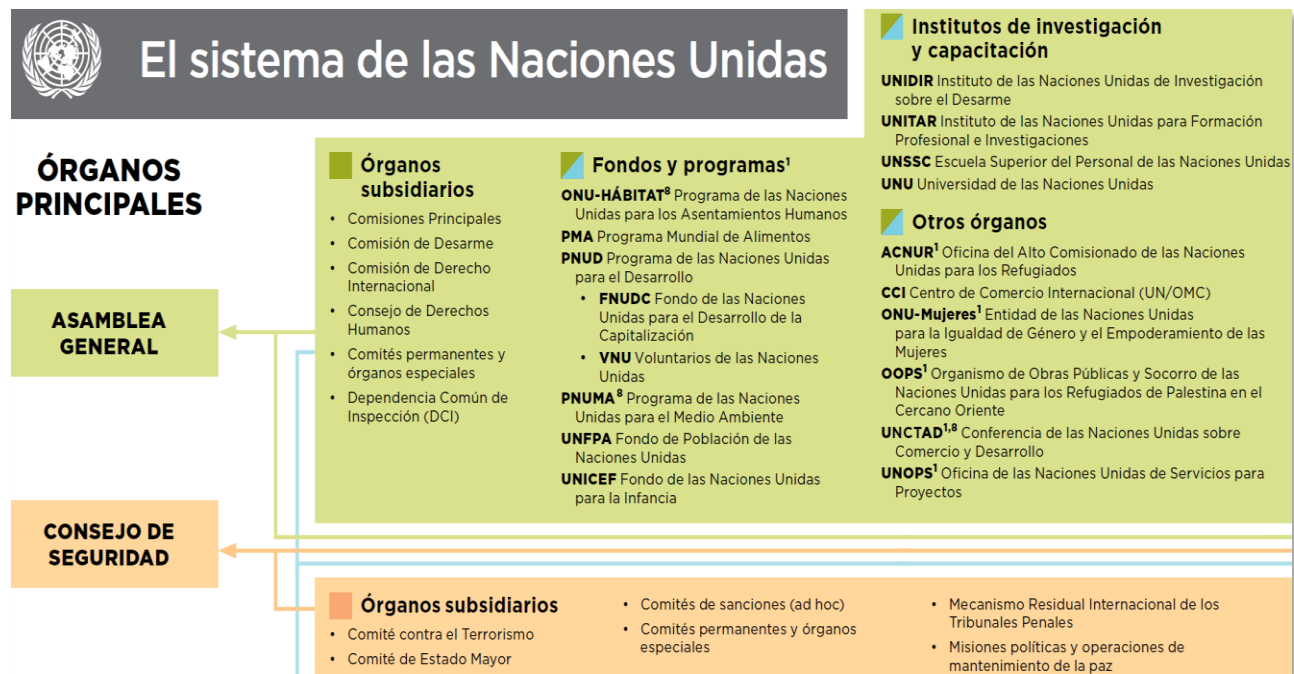 El sistema de las Naciones Unidas
ÓRGANOS
PRINCIPALES
ASAMBLEA
GENERAL
CONSEJO DE
SEGURIDAD
Órganos
subsidiarios
• Comisiones Principales
• Comisión de Desarme
• Comisión de Derecho
Internacional
• Consejo de Derechos
Humanos
• Comités permanentes y
órganos especiales
• Dependencia Común de
Inspección (DCI)
Fondos y programas¹
ONU-HÁBITAT⁸ Programa de las Naciones
Unidas para los Asentamientos Humanos
PMA Programa Mundial de Alimentos
PNUD Programa de las Naciones Unidas
para el Desarrollo
• FNUDC Fondo de las Naciones
Unidas para el Desarrollo de la
Capitalización
• VNU Voluntarios de las Naciones
Unidas
PNUMA⁸ Programa de las Naciones
Unidas para el Medio Ambiente
UNFPA Fondo de Población de las
Naciones Unidas
UNICEF Fondo de las Naciones Unidas
para la Infancia
Institutos de investigación
y capacitación
UNIDIR Instituto de las Naciones Unidas de Investigación
sobre el Desarme
UNITAR Instituto de las Naciones Unidas para Formación
Profesional e Investigaciones
UNSSC Escuela Superior del Personal de las Naciones Unidas
UNU Universidad de las Naciones Unidas
Otros órganos
ACNUR¹ Oficina del Alto Comisionado de las Naciones
Unidas para los Refugiados
CCI Centro de Comercio Internacional (UN/OMC)
ONU-Mujeres¹ Entidad de las Naciones Unidas
para la Igualdad de Género y el Empoderamiento de las
Mujeres
OOPS¹ Organismo de Obras Públicas y Socorro de las
Naciones Unidas para los Refugiados de Palestina en el
Cercano Oriente
UNCTAD¹,⁸ Conferencia de las Naciones Unidas sobre
Comercio y Desarrollo
UNOPS¹ Oficina de las Naciones Unidas de Servicios para
Proyectos
Órganos subsidiarios
• Comité contra el Terrorismo
• Comité de Estado Mayor
• Comités de sanciones (ad hoc)
• Comités permanentes y órganos
especiales
• Mecanismo Residual Internacional de los
Tribunales Penales
• Misiones políticas y operaciones de
mantenimiento de la paz